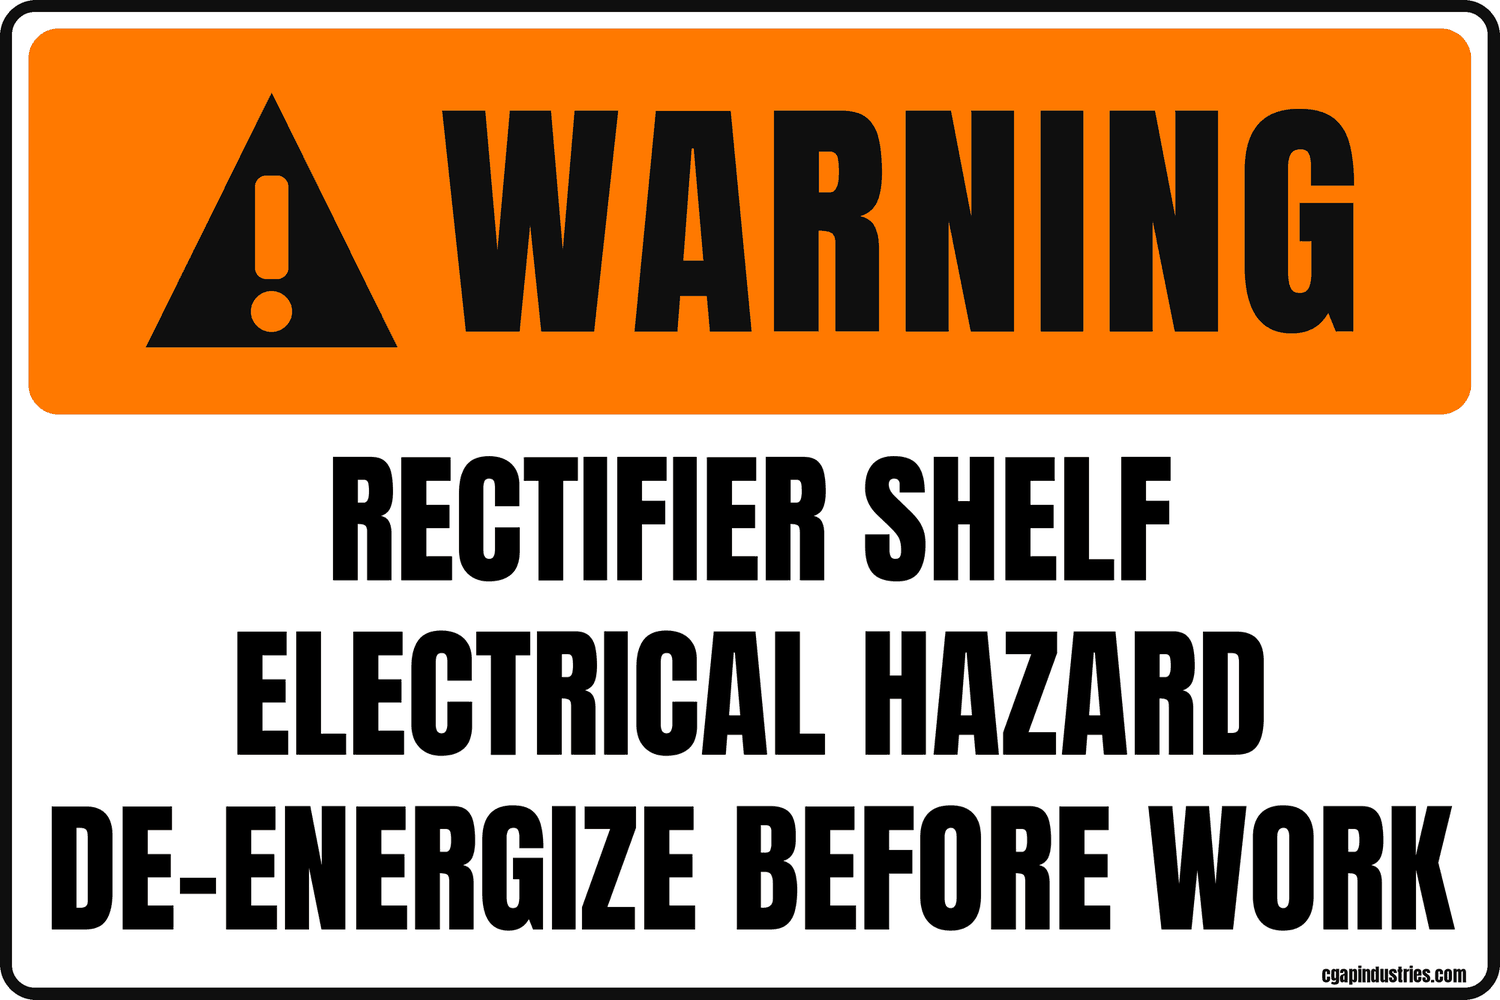 WARNING
RECTIFIER SHELF
ELECTRICAL HAZARD
DE-ENERGIZE BEFORE WORK
cgapindustries.com